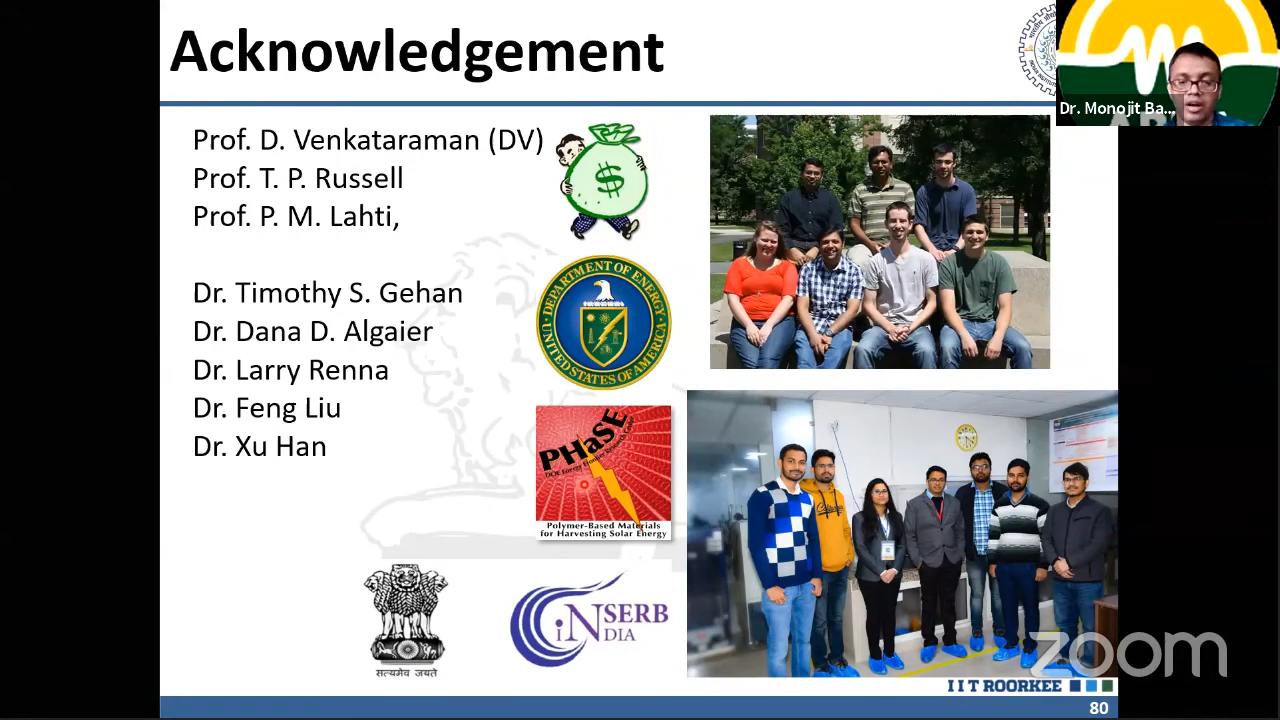 Acknowledgement
Dr. Monojit Ba...
Prof. D. Venkataraman (DV)
Prof. T. P. Russell
Prof. P. M. Lahti,
$
Dr. Timothy S. Gehan
Dr. Dana D. Algaier
Dr. Larry Renna
Dr. Feng Liu
Dr. Xu Han
DEPARTMENT OF ENERGY
UNITED STATES OF AMERICA
PHaSE
DOE Energy Frontier Research Center
Polymer-Based Materials
for Harvesting Solar Energy
सत्यमेव जयते
iNSERB
NDIA
zoom
I I T ROORKEE
80